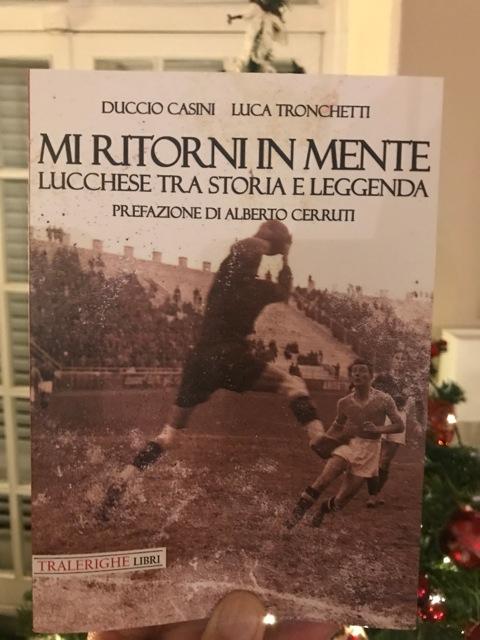 DUCCIO CASINI LUCA TRONCHETTI
MI RITORNI IN MENTE
LUCCHESE TRA STORIA E LEGGENDA
PREFAZIONE DI ALBERTO CERRUTI
TRALERIGHE LIBRI